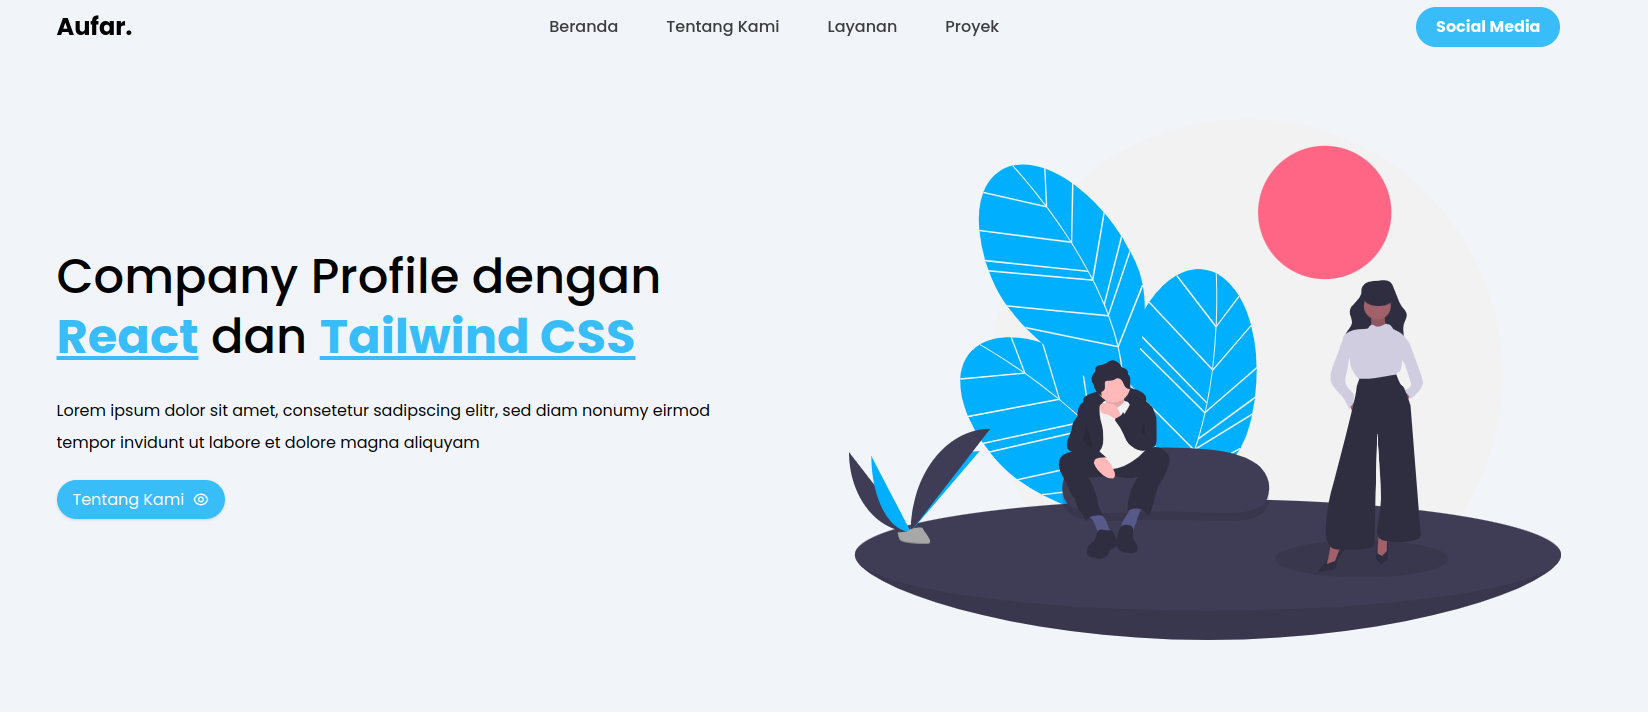 Aufar.
Beranda
Tentang Kami
Layanan
Proyek
Social Media
Company Profile dengan
React dan Tailwind CSS
Lorem ipsum dolor sit amet, consetetur sadipscing elitr, sed diam nonumy eirmod
tempor invidunt ut labore et dolore magna aliquyam
Tentang Kami